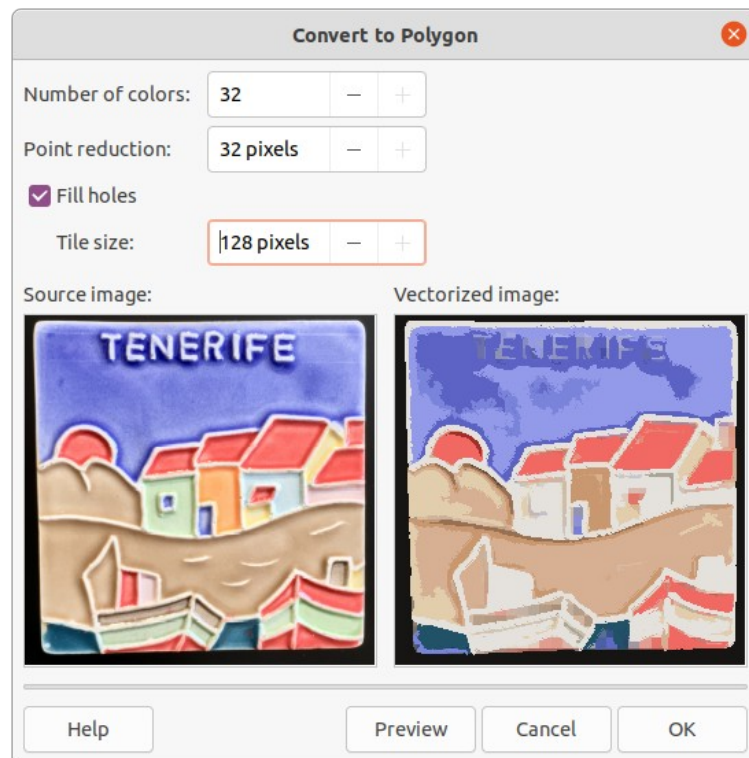 Convert to Polygon
Number of colors: 32
Point reduction: 32 pixels
Fill holes
Tile size: 128 pixels
Source image: Vectorized image:
TENERIFE TENERIFE
Help Preview Cancel OK